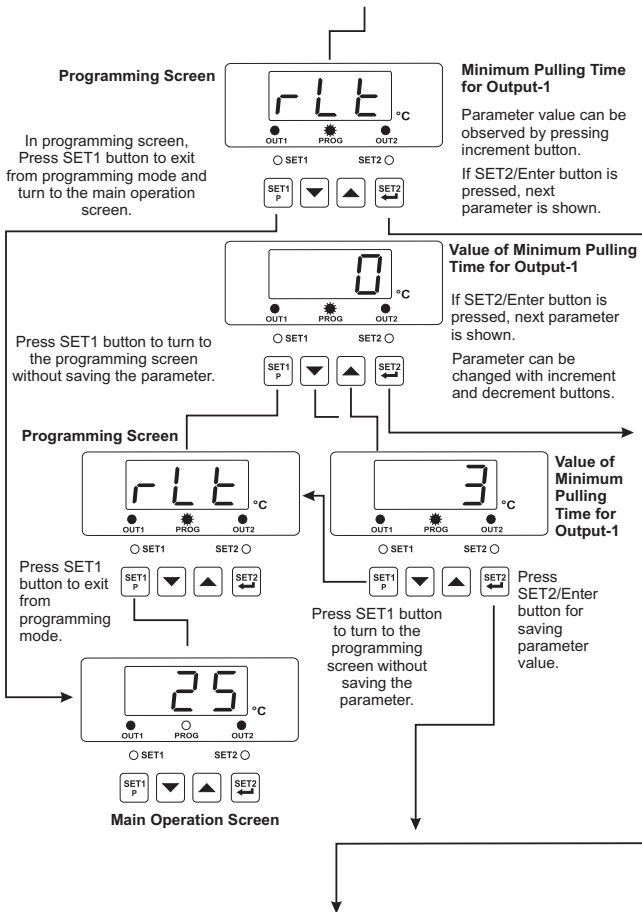 Programming Screen
rLt
°C
OUT1 PROG OUT2
SET1 SET2
SET1 P
SET2
Minimum Pulling Time
for Output-1
Parameter value can be
observed by pressing
increment button.
If SET2/Enter button is
pressed, next
parameter is shown.
In programming screen,
Press SET1 button to exit
from programming mode and
turn to the main operation
screen.
0
°C
OUT1 PROG OUT2
SET1 SET2
SET1 P
SET2
Value of Minimum Pulling
Time for Output-1
If SET2/Enter button is
pressed, next parameter
is shown.
Parameter can be
changed with increment
and decrement buttons.
Press SET1 button to turn to
the programming screen
without saving the parameter.
Programming Screen
rLt
°C
OUT1 PROG OUT2
SET1 SET2
SET1 P
SET2
Press SET1
button to exit
from
programming
mode.
3
°C
OUT1 PROG OUT2
SET1 SET2
SET1 P
SET2
Value of
Minimum
Pulling
Time for
Output-1
Press SET1 button
to turn to the
programming
screen without
saving the
parameter.
Press
SET2/Enter
button for
saving
parameter
value.
25
°C
OUT1 PROG OUT2
SET1 SET2
SET1 P
SET2
Main Operation Screen